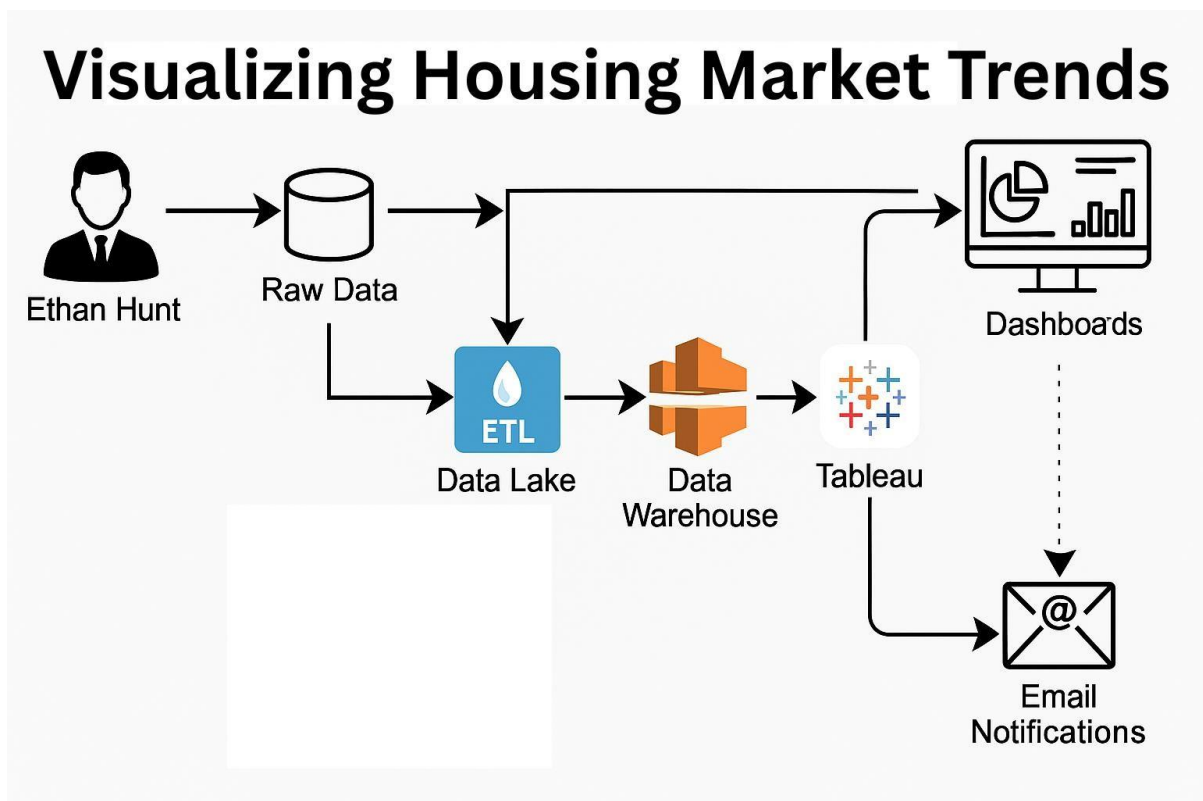 Visualizing Housing Market Trends
Ethan Hunt
Raw Data
Dashboards
ETL
Data Lake
Data
Warehouse
Tableau
@
Email
Notifications